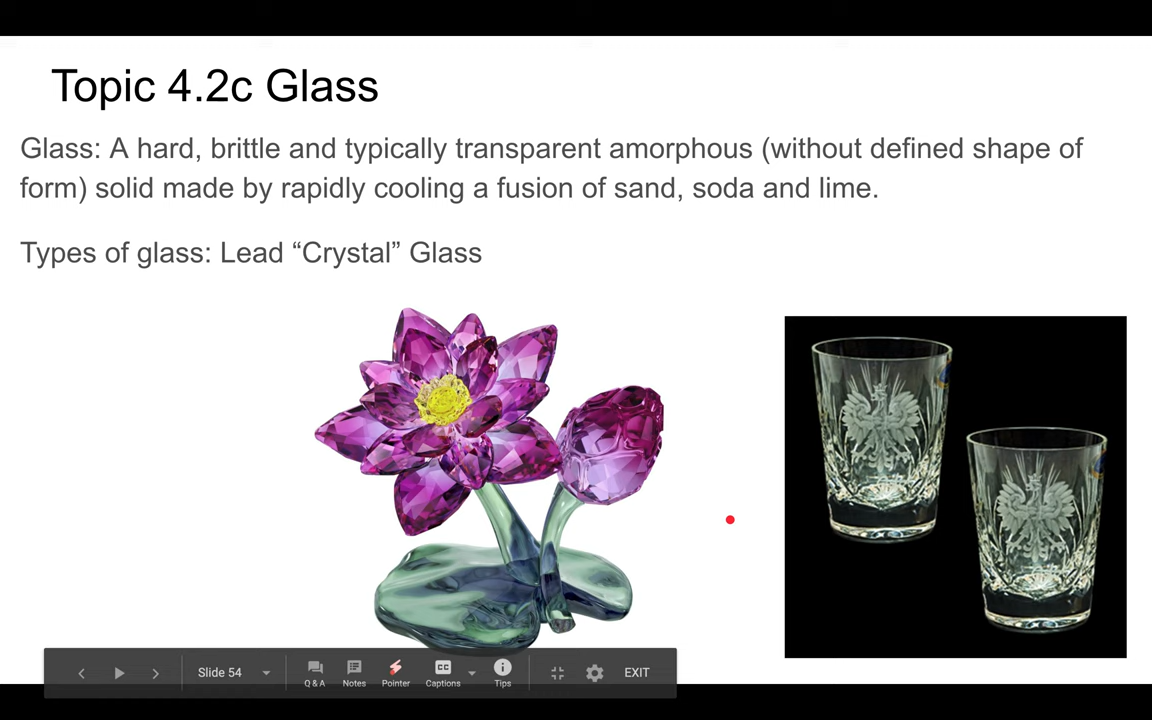 Topic 4.2c Glass
Glass: A hard, brittle and typically transparent amorphous (without defined shape of
form) solid made by rapidly cooling a fusion of sand, soda and lime.
Types of glass: Lead “Crystal” Glass
Slide 54
Q & A
Notes
Pointer
CC
Captions
Tips
EXIT